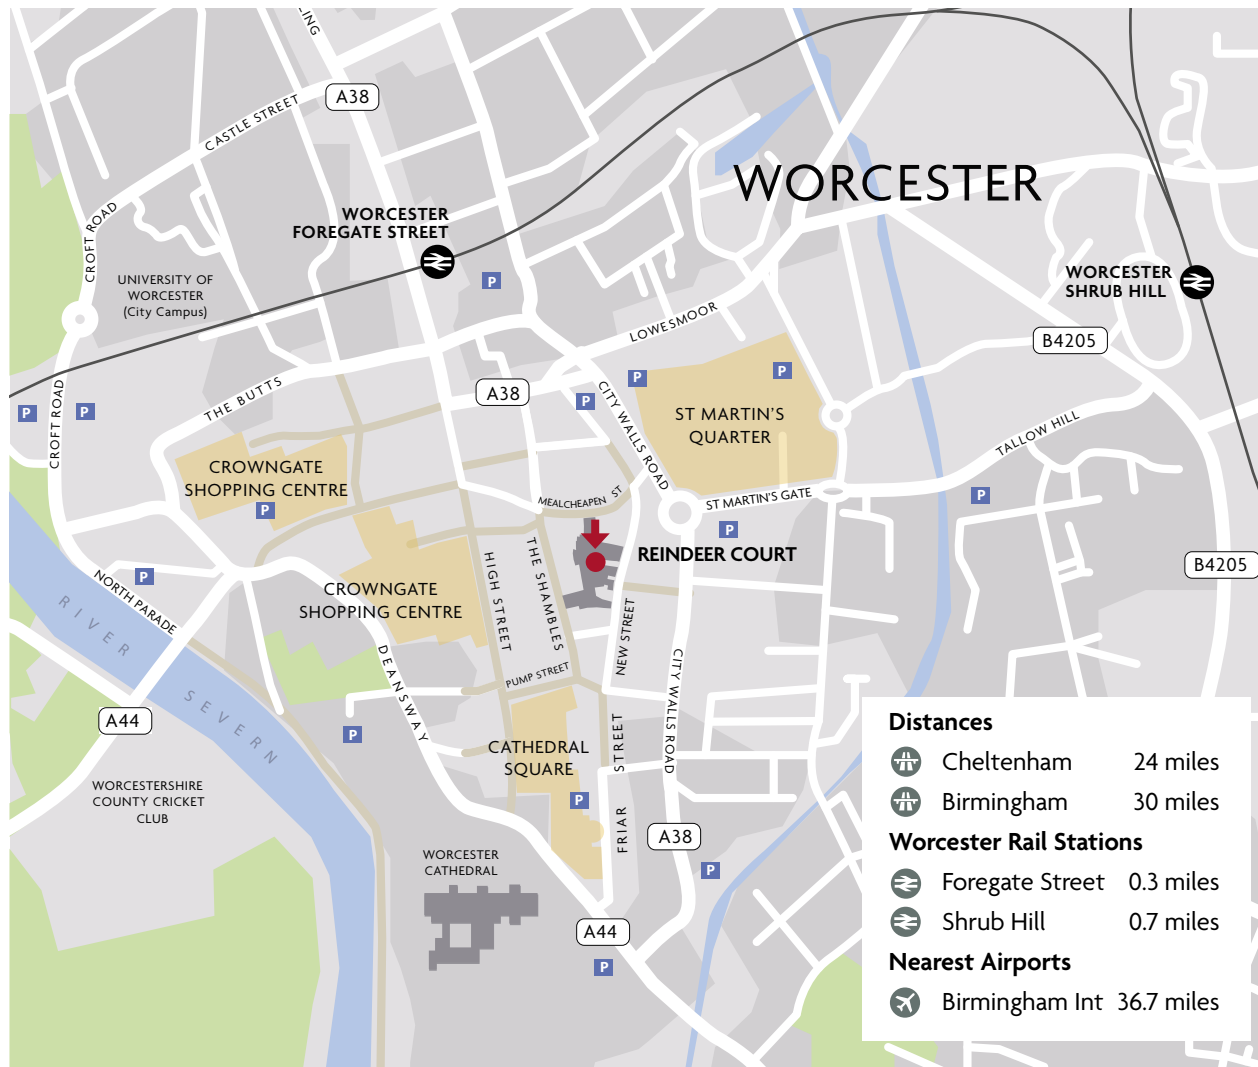 LING
A38
CASTLE STREET
WORCESTER
CROFT ROAD
WORCESTER
FOREGATE STREET
UNIVERSITY OF
WORCESTER
(City Campus)
P
WORCESTER
SHRUB HILL
LOWESMOOR
B4205
P
P
P
P
P
CROFT ROAD
THE BUTTS
A38
CITY WALLS ROAD
ST MARTIN'S
QUARTER
TALLOW HILL
CROWNGATE
SHOPPING CENTRE
P
MEALCHEAPEN ST
ST MARTIN'S GATE
P
P
REINDEER COURT
B4205
P
NORTH PARADE
CROWNGATE
SHOPPING CENTRE
HIGH STREET
THE SHAMBLES
NEW STREET
RIVER SEVERN
DEANSWAY
PUMP STREET
CITY WALLS ROAD
A44
P
CATHEDRAL
SQUARE
P
FRIAR STREET
WORCESTERSHIRE
COUNTY CRICKET
CLUB
A38
WORCESTER
CATHEDRAL
P
A44
P
Distances
Cheltenham 24 miles
Birmingham 30 miles
Worcester Rail Stations
Foregate Street 0.3 miles
Shrub Hill 0.7 miles
Nearest Airports
Birmingham Int 36.7 miles